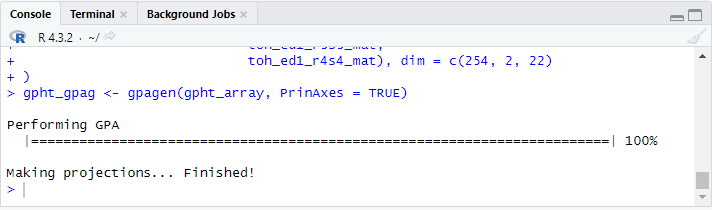 Console Terminal × Background Jobs ×
R 4.3.2 · ~/
+ toh_ed1_r3s3_mat,
+ toh_ed1_r4s4_mat), dim = c(254, 2, 22)
+ )
> gpht_gpag <- gpagen(gpht_array, PrinAxes = TRUE)
Performing GPA
|=========================================================================| 100%
Making projections... Finished!
>